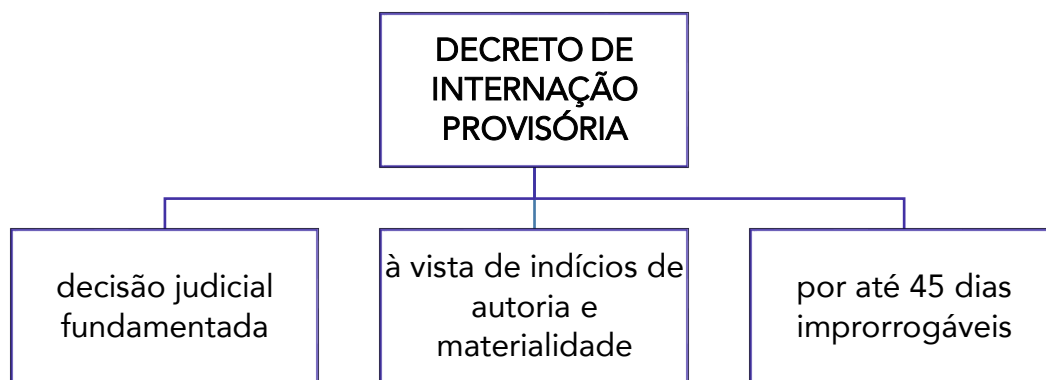 DECRETO DE
INTERNAÇÃO
PROVISÓRIA
decisão judicial
fundamentada
à vista de indícios de
autoria e
materialidade
por até 45 dias
improrrogáveis